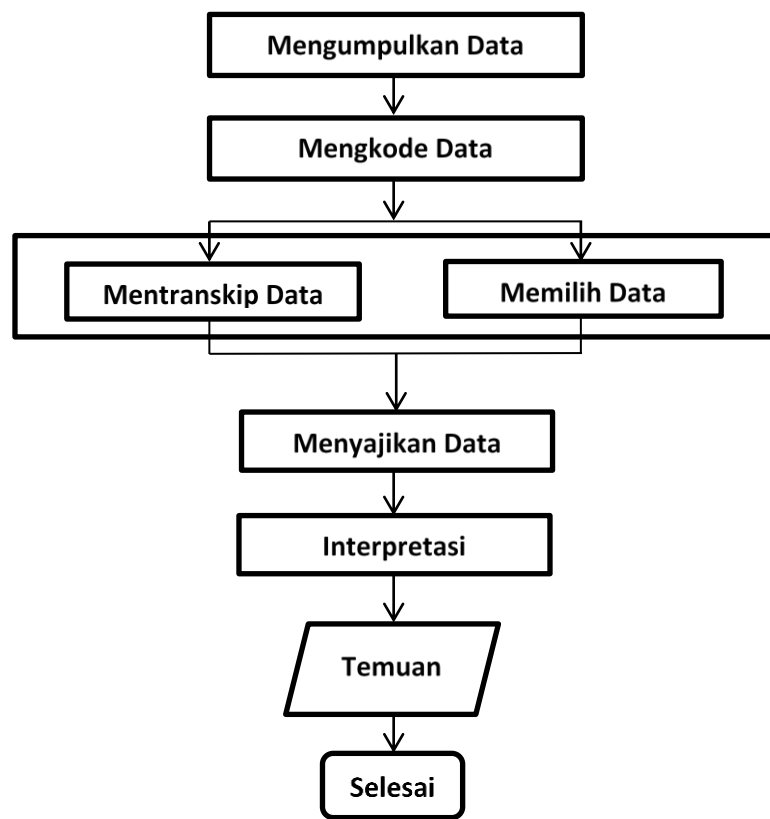 Mengumpulkan Data
Mengkode Data
Mentranskip Data
Memilih Data
Menyajikan Data
Interpretasi
Temuan
Selesai